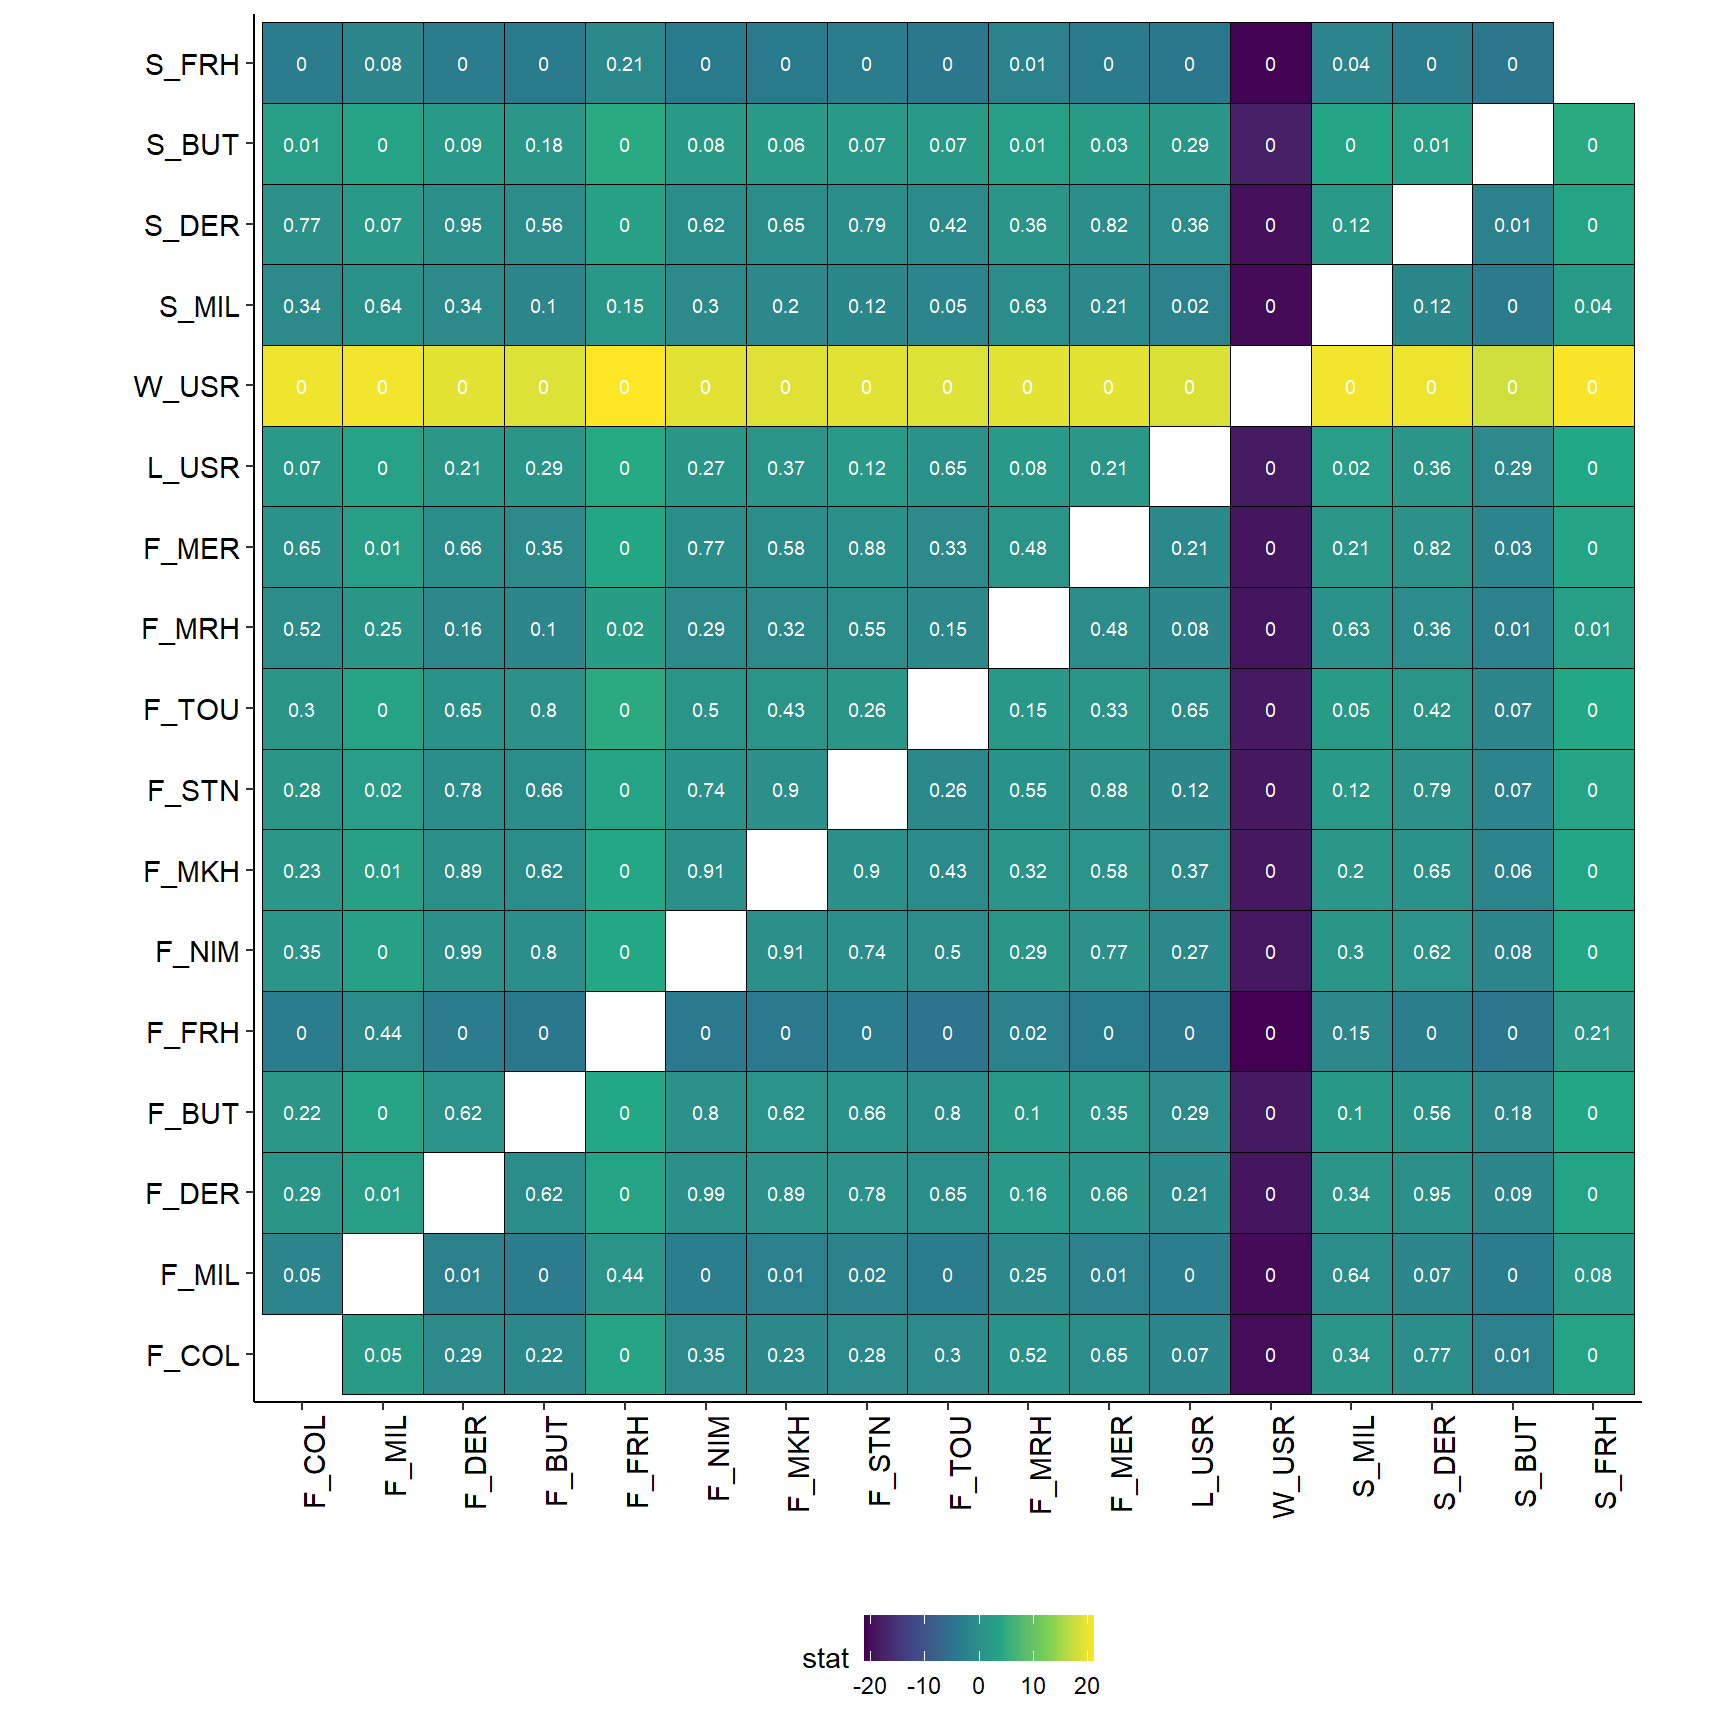 S_FRH 0 0.08 0 0 0.21 0 0 0 0 0.01 0 0 0 0.04 0 0
S_BUT 0.01 0 0.09 0.18 0 0.08 0.06 0.07 0.07 0.01 0.03 0.29 0 0 0.01 0
S_DER 0.77 0.07 0.95 0.56 0 0.62 0.65 0.79 0.42 0.36 0.82 0.36 0 0.12 0.01 0
S_MIL 0.34 0.64 0.34 0.1 0.15 0.3 0.2 0.12 0.05 0.63 0.21 0.02 0 0.12 0 0.04
W_USR 0 0 0 0 0 0 0 0 0 0 0 0 0 0 0 0
L_USR 0.07 0 0.21 0.29 0 0.27 0.37 0.12 0.65 0.08 0.21 0 0.02 0.36 0.29 0
F_MER 0.65 0.01 0.66 0.35 0 0.77 0.58 0.88 0.33 0.48 0.21 0 0.21 0.82 0.03 0
F_MRH 0.52 0.25 0.16 0.1 0.02 0.29 0.32 0.55 0.15 0.48 0.08 0 0.63 0.36 0.01 0.01
F_TOU 0.3 0 0.65 0.8 0 0.5 0.43 0.26 0.15 0.33 0.65 0 0.05 0.42 0.07 0
F_STN 0.28 0.02 0.78 0.66 0 0.74 0.9 0.26 0.55 0.88 0.12 0 0.12 0.79 0.07 0
F_MKH 0.23 0.01 0.89 0.62 0 0.91 0.9 0.43 0.32 0.58 0.37 0 0.2 0.65 0.06 0
F_NIM 0.35 0 0.99 0.8 0 0.91 0.74 0.5 0.29 0.77 0.27 0 0.3 0.62 0.08 0
F_FRH 0 0.44 0 0 0 0 0 0 0.02 0 0 0 0.15 0 0 0.21
F_BUT 0.22 0 0.62 0 0.8 0.62 0.66 0.8 0.1 0.35 0.29 0 0.1 0.56 0.18 0
F_DER 0.29 0.01 0.62 0 0.99 0.89 0.78 0.65 0.16 0.66 0.21 0 0.34 0.95 0.09 0
F_MIL 0.05 0.01 0 0.44 0 0.01 0.02 0 0.25 0.01 0 0 0.64 0.07 0 0.08
F_COL 0.05 0.29 0.22 0 0.35 0.23 0.28 0.3 0.52 0.65 0.07 0 0.34 0.77 0.01 0
F_COL F_MIL F_DER F_BUT F_FRH F_NIM F_MKH F_STN F_TOU F_MRH F_MER L_USR W_USR S_MIL S_DER S_BUT S_FRH
stat
-20 -10 0 10 20